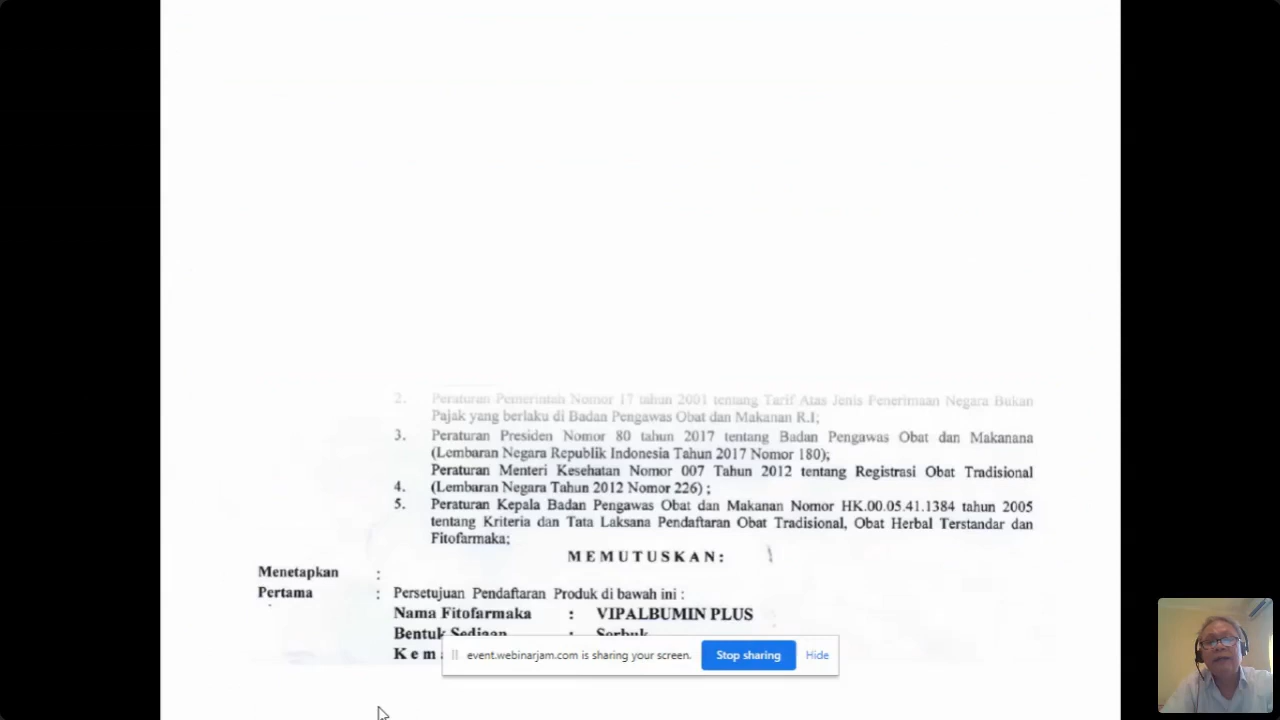 2. Peraturan Pemerintah Nomor 17 tahun 2001 tentang Tarif Atas Jenis Penerimaan Negara Bukan
Pajak yang berlaku di Badan Pengawas Obat dan Makanan R.I;
3. Peraturan Presiden Nomor 80 tahun 2017 tentang Badan Pengawas Obat dan Makanana
(Lembaran Negara Republik Indonesia Tahun 2017 Nomor 180);
Peraturan Menteri Kesehatan Nomor 007 Tahun 2012 tentang Registrasi Obat Tradisional
4. (Lembaran Negara Tahun 2012 Nomor 226) ;
5. Peraturan Kepala Badan Pengawas Obat dan Makanan Nomor HK.00.05.41.1384 tahun 2005
tentang Kriteria dan Tata Laksana Pendaftaran Obat Tradisional, Obat Herbal Terstandar dan
Fitofarmaka;
MEMUTUSKAN:
Menetapkan :
Pertama : Persetujuan Pendaftaran Produk di bawah ini :
Nama Fitofarmaka : VIPALBUMIN PLUS
Bentuk Sediaan : Serbuk
K e m
event.webinarjam.com is sharing your screen. Stop sharing Hide